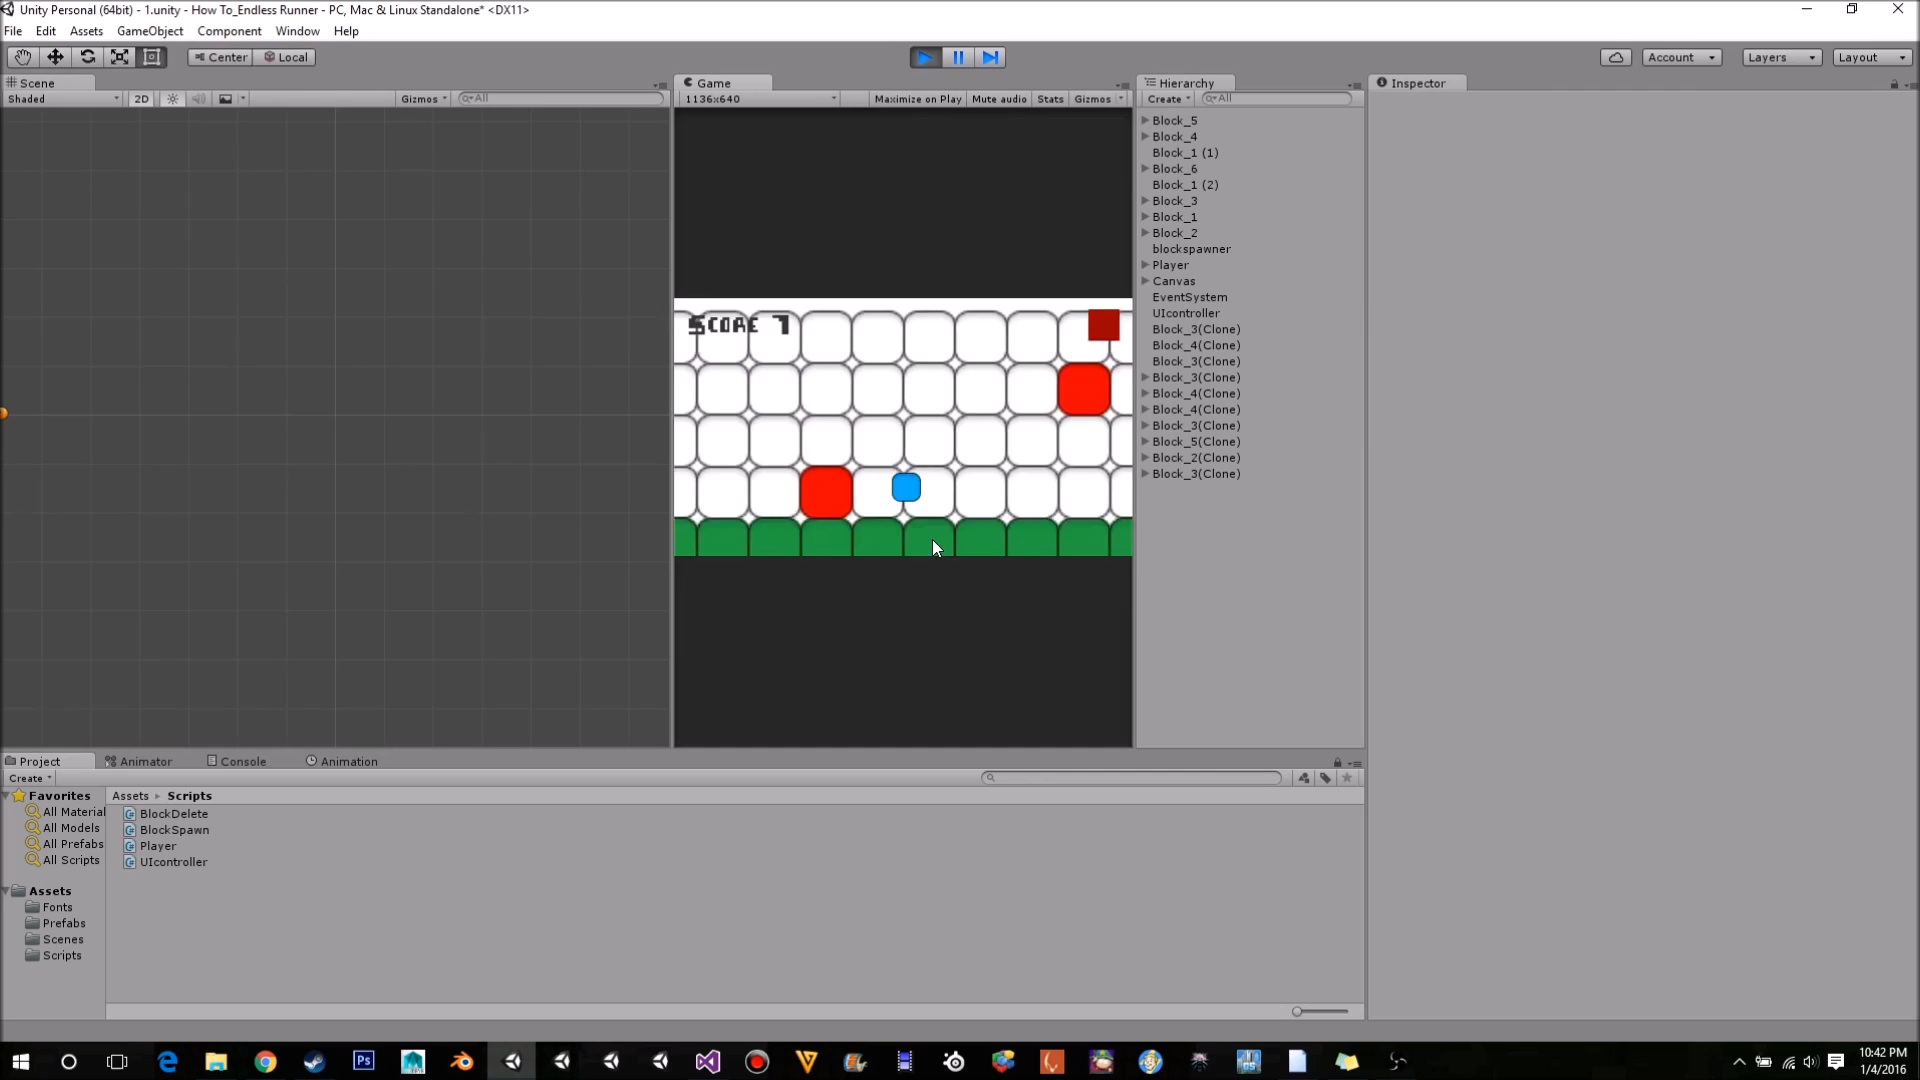 Unity Personal (64bit) - 1.unity - How To_Endless Runner - PC, Mac & Linux Standalone* <DX11>
File Edit Assets GameObject Component Window Help
Center Local Account Layers Layout
Scene Game Hierarchy Inspector
Shaded 2D Gizmos All 1136x640 Maximize on Play Mute audio Stats Gizmos Create All
Block_5
Block_4
Block_1 (1)
Block_6
Block_1 (2)
Block_3
Block_1
Block_2
blockspawner
Player
Canvas
EventSystem
UIcontroller
Block_3(Clone)
Block_4(Clone)
Block_3(Clone)
Block_3(Clone)
Block_4(Clone)
Block_4(Clone)
Block_3(Clone)
Block_5(Clone)
Block_2(Clone)
Block_3(Clone)
SCORE 7
Project Animator Console Animation
Create
Favorites
All Material
All Models
All Prefabs
All Scripts
Assets
Fonts
Prefabs
Scenes
Scripts
Assets Scripts
BlockDelete
BlockSpawn
Player
UIcontroller
Ps
10:42 PM
1/4/2016